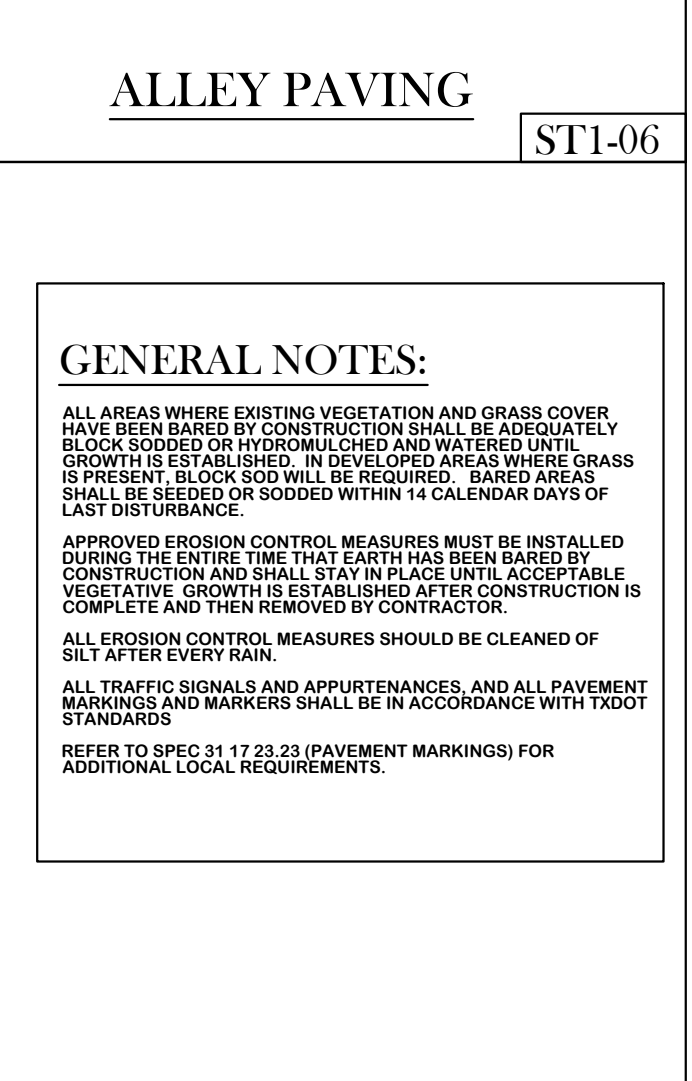 ALLEY PAVING
ST1-06
GENERAL NOTES:
ALL AREAS WHERE EXISTING VEGETATION AND GRASS COVER
HAVE BEEN BARED BY CONSTRUCTION SHALL BE ADEQUATELY
BLOCK SODDED OR HYDROMULCHED AND WATERED UNTIL
GROWTH IS ESTABLISHED.  IN DEVELOPED AREAS WHERE GRASS
IS PRESENT, BLOCK SOD WILL BE REQUIRED.   BARED AREAS
SHALL BE SEEDED OR SODDED WITHIN 14 CALENDAR DAYS OF
LAST DISTURBANCE.
APPROVED EROSION CONTROL MEASURES MUST BE INSTALLED
DURING THE ENTIRE TIME THAT EARTH HAS BEEN BARED BY
CONSTRUCTION AND SHALL STAY IN PLACE UNTIL ACCEPTABLE
VEGETATIVE  GROWTH IS ESTABLISHED AFTER CONSTRUCTION IS
COMPLETE AND THEN REMOVED BY CONTRACTOR.
ALL EROSION CONTROL MEASURES SHOULD BE CLEANED OF
SILT AFTER EVERY RAIN.
ALL TRAFFIC SIGNALS AND APPURTENANCES, AND ALL PAVEMENT
MARKINGS AND MARKERS SHALL BE IN ACCORDANCE WITH TXDOT
STANDARDS
REFER TO SPEC 31 17 23.23 (PAVEMENT MARKINGS) FOR
ADDITIONAL LOCAL REQUIREMENTS.